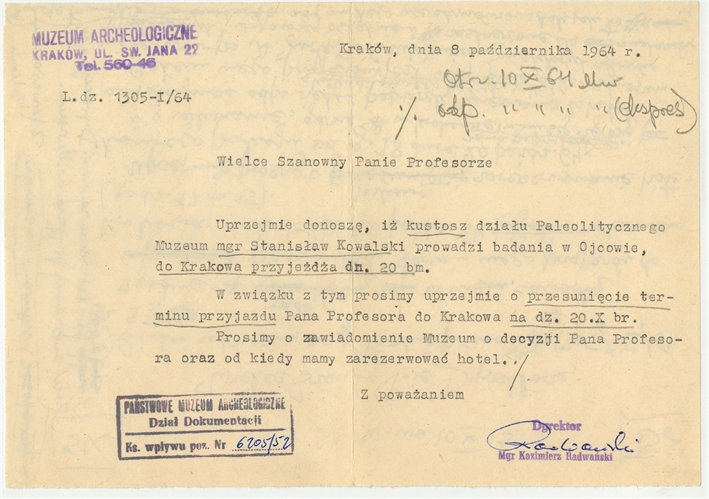 MUZEUM ARCHEOLOGICZNE
KRAKÓW, UL. ŚW. JANA 22
Tel. 560-46
Kraków, dnia 8 października 1964 r.
Otrz. 10 X 64
L.dz. 1305-I/64
odp. " " " " (ekspres)
Wielce Szanowny Panie Profesorze
Uprzejmie donoszę, iż kustosz działu Paleolitycznego
Muzeum mgr Stanisław Kowalski prowadzi badania w Ojcowie,
do Krakowa przyjeżdża dn. 20 bm.
W związku z tym prosimy uprzejmie o przesunięcie ter-
minu przyjazdu Pana Profesora do Krakowa na dz. 20.X br.
Prosimy o zawiadomienie Muzeum o decyzji Pana Profeso-
ra oraz od kiedy mamy zarezerwować hotel..
Z poważaniem
PAŃSTWOWE MUZEUM ARCHEOLOGICZNE
Dział Dokumentacji
Ks. wpływu poz. Nr 6205/52
Dyrektor
Radwański
Mgr Kazimierz Radwański